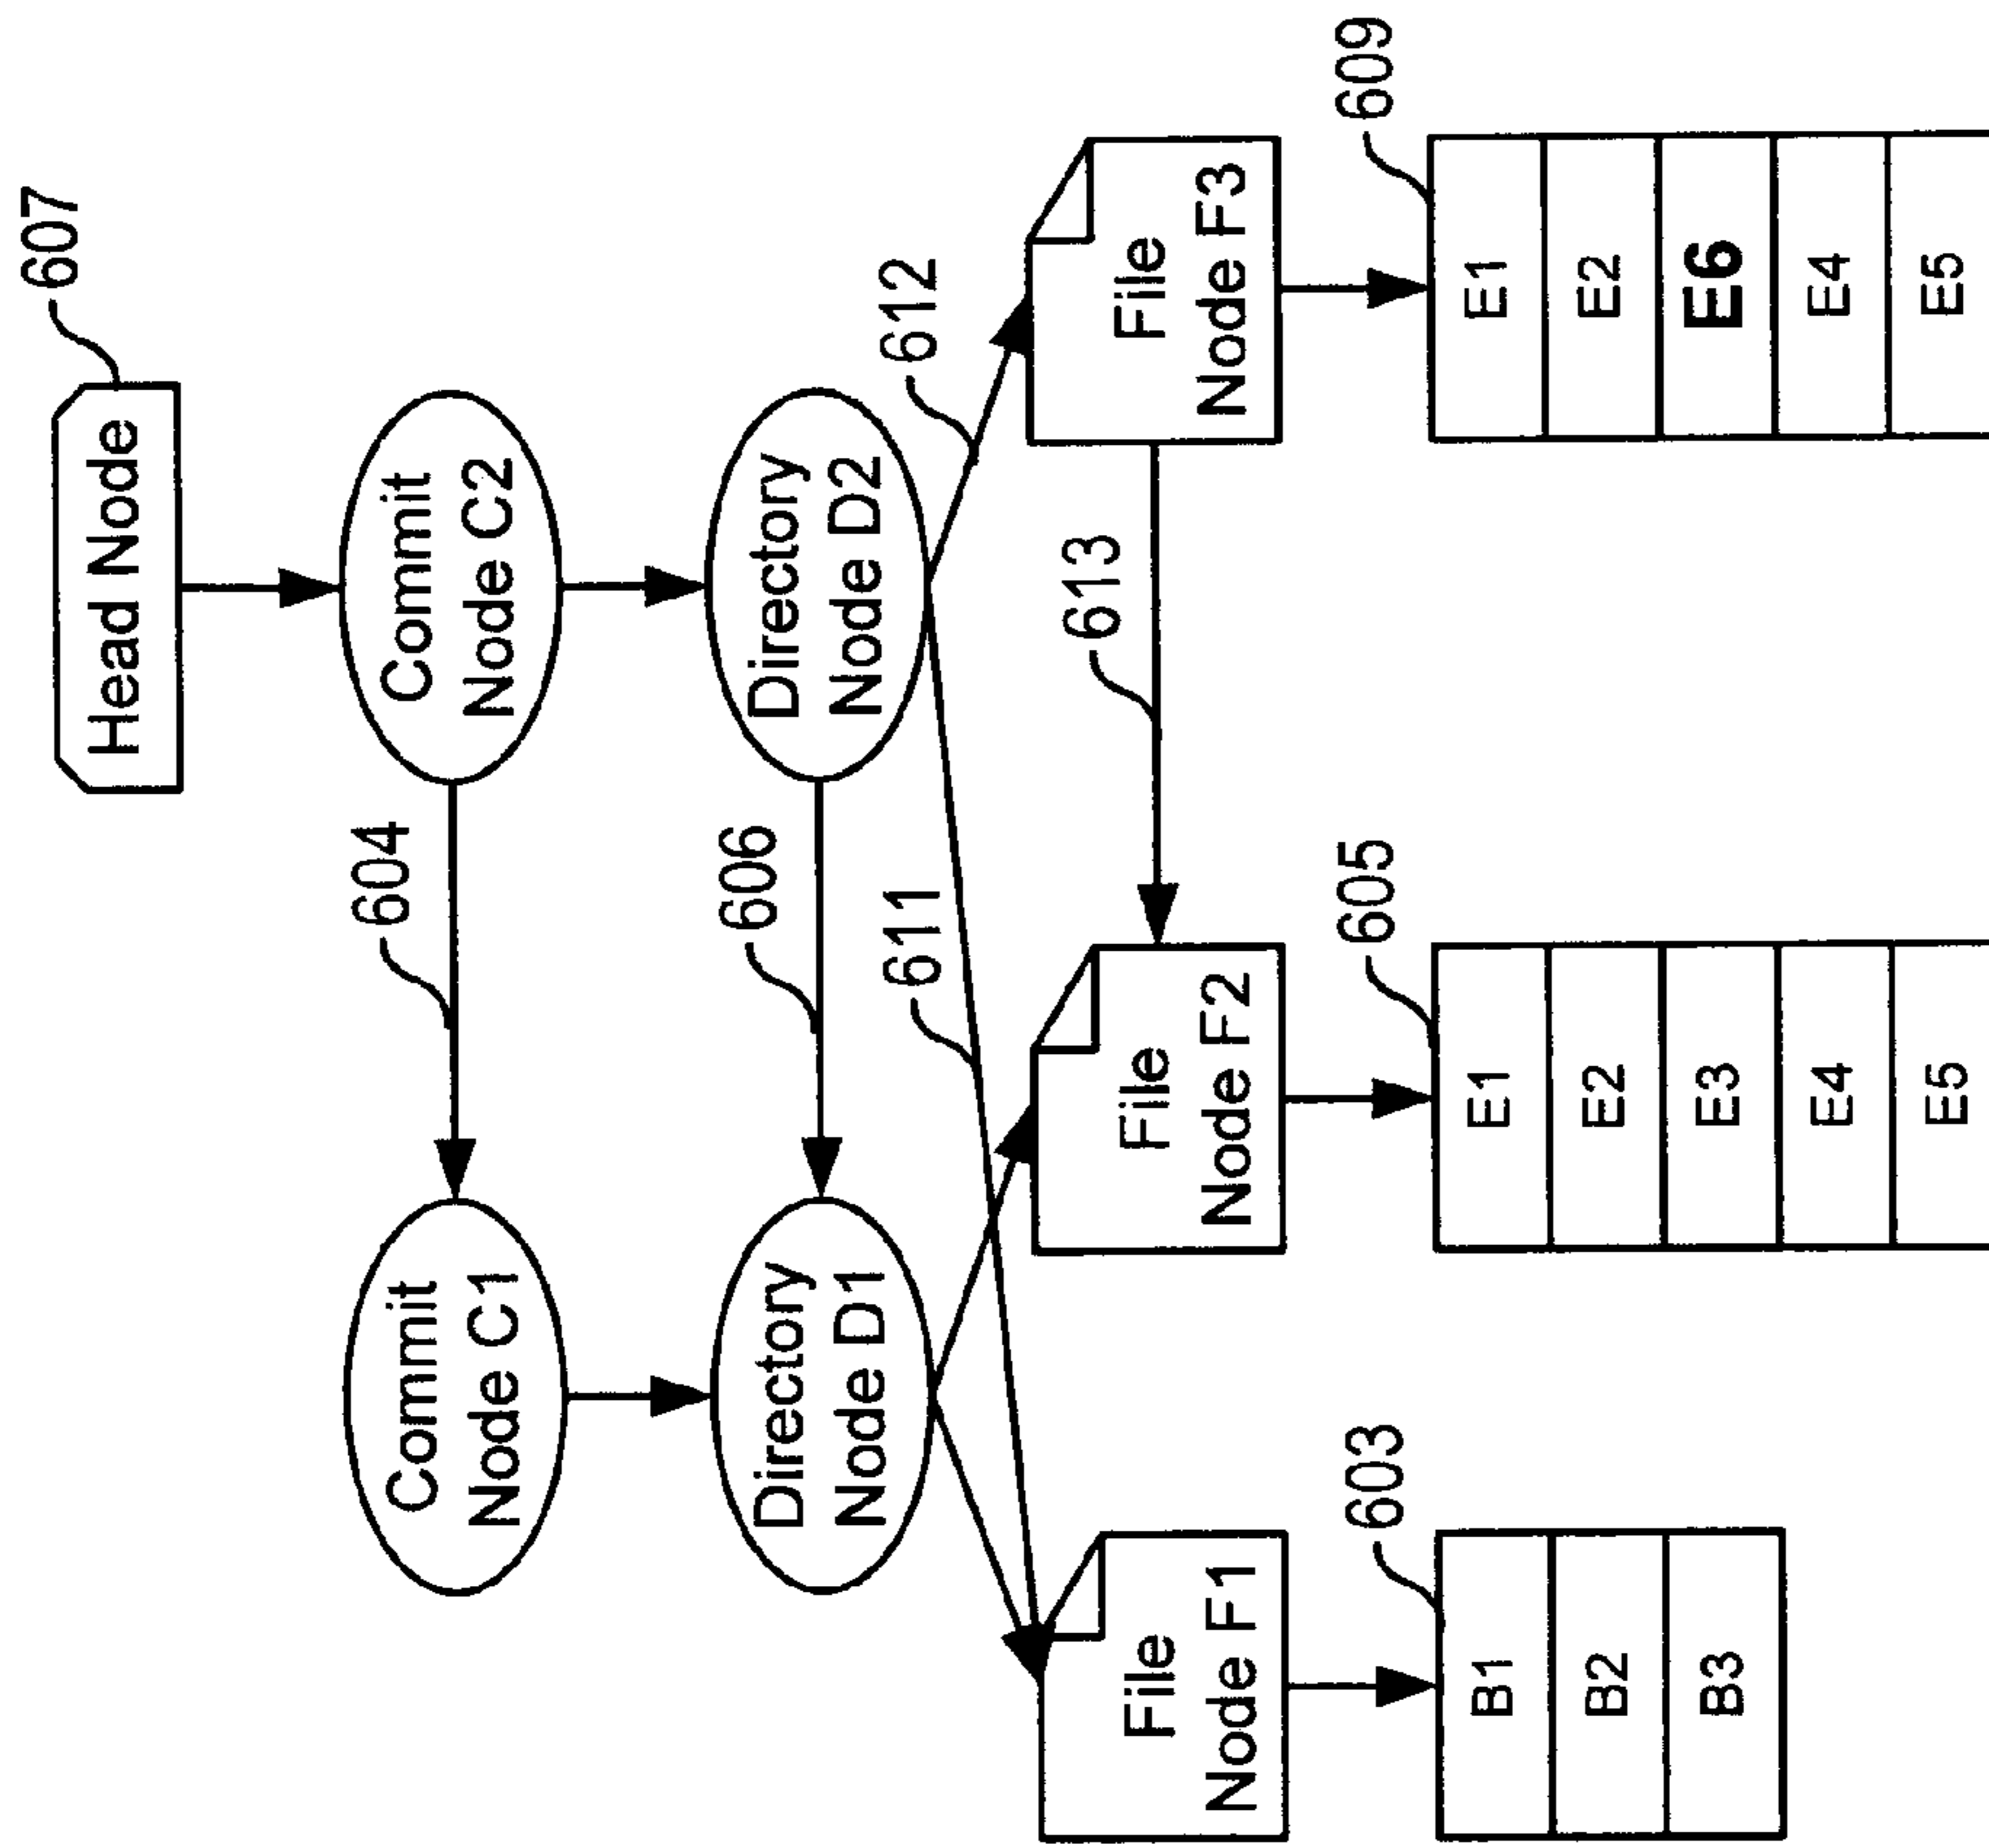 607
Head Node
604
Commit
Node C1
Commit
Node C2
606
Directory
Node D1
Directory
Node D2
611
612
613
File
Node F1
File
Node F2
File
Node F3
603
605
609
B1
B2
B3
E1
E2
E3
E4
E5
E1
E2
E6
E4
E5